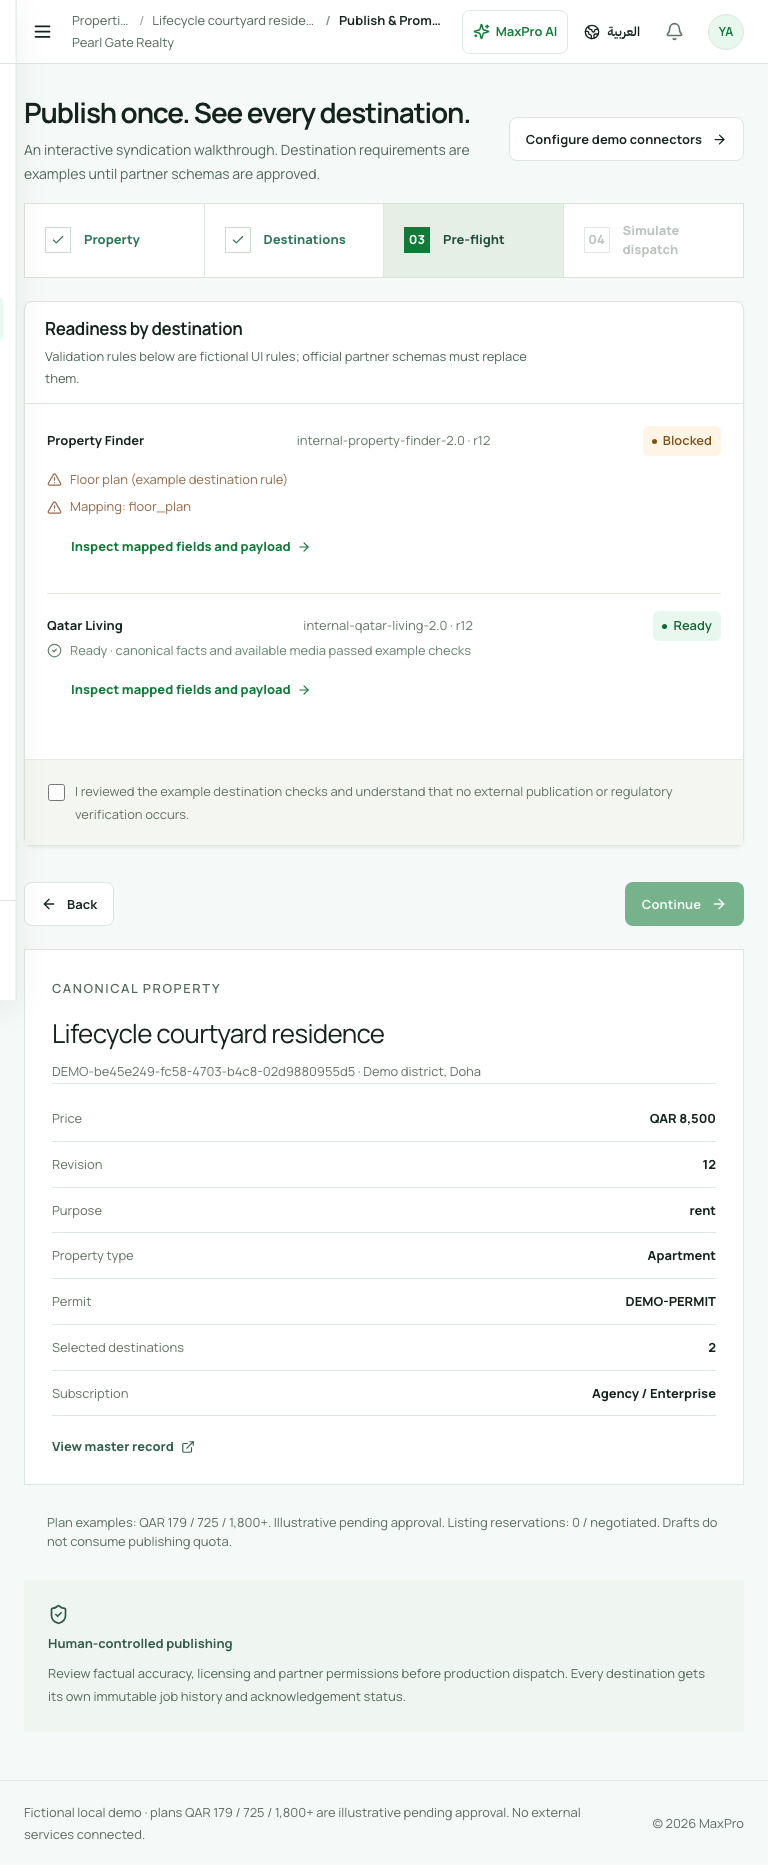 Properti... / Lifecycle courtyard reside... / Publish & Prom...
Pearl Gate Realty
MaxPro AI
العربية
YA
Publish once. See every destination.
An interactive syndication walkthrough. Destination requirements are
examples until partner schemas are approved.
Configure demo connectors
Property
Destinations
03 Pre-flight
04 Simulate
dispatch
Readiness by destination
Validation rules below are fictional UI rules; official partner schemas must replace
them.
Property Finder
internal-property-finder-2.0 · r12
Blocked
Floor plan (example destination rule)
Mapping: floor_plan
Inspect mapped fields and payload
Qatar Living
internal-qatar-living-2.0 · r12
Ready
Ready · canonical facts and available media passed example checks
Inspect mapped fields and payload
I reviewed the example destination checks and understand that no external publication or regulatory
verification occurs.
Back
Continue
CANONICAL PROPERTY
Lifecycle courtyard residence
DEMO-be45e249-fc58-4703-b4c8-02d9880955d5 · Demo district, Doha
Price QAR 8,500
Revision 12
Purpose rent
Property type Apartment
Permit DEMO-PERMIT
Selected destinations 2
Subscription Agency / Enterprise
View master record
Plan examples: QAR 179 / 725 / 1,800+. Illustrative pending approval. Listing reservations: 0 / negotiated. Drafts do
not consume publishing quota.
Human-controlled publishing
Review factual accuracy, licensing and partner permissions before production dispatch. Every destination gets
its own immutable job history and acknowledgement status.
Fictional local demo · plans QAR 179 / 725 / 1,800+ are illustrative pending approval. No external
services connected.
© 2026 MaxPro